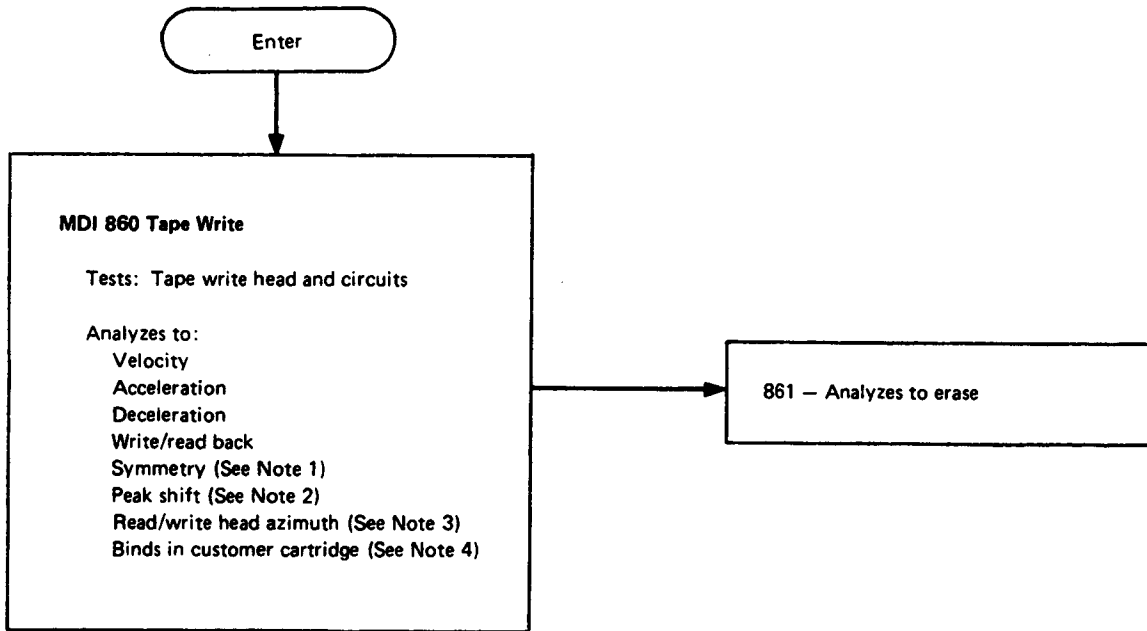 Enter
MDI 860 Tape Write
Tests: Tape write head and circuits
Analyzes to:
Velocity
Acceleration
Deceleration
Write/read back
Symmetry (See Note 1)
Peak shift (See Note 2)
Read/write head azimuth (See Note 3)
Binds in customer cartridge (See Note 4)
861 — Analyzes to erase